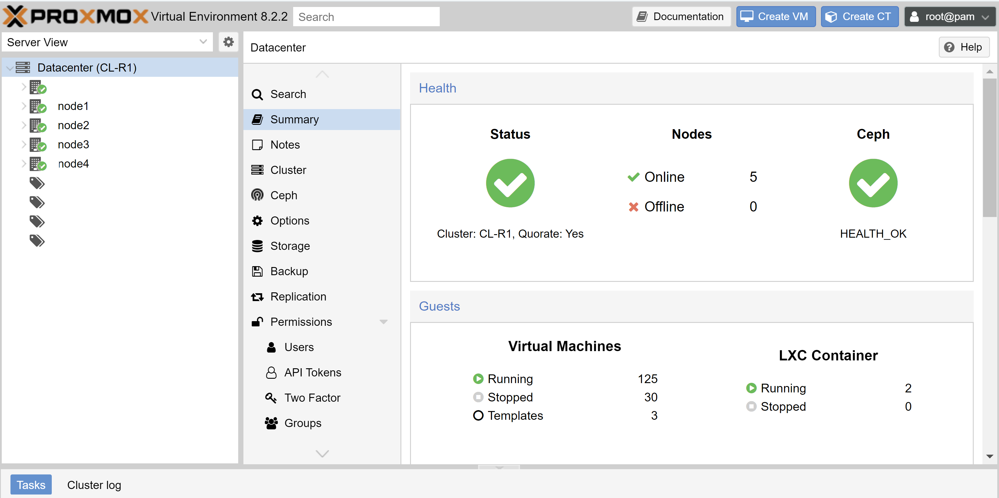 PROXMOX Virtual Environment 8.2.2
Search
Documentation
Create VM
Create CT
root@pam
Server View
Datacenter (CL-R1)
node1
node2
node3
node4
Datacenter
Help
Search
Summary
Notes
Cluster
Ceph
Options
Storage
Backup
Replication
Permissions
Users
API Tokens
Two Factor
Groups
Health
Status
Cluster: CL-R1, Quorate: Yes
Nodes
Online 5
Offline 0
Ceph
HEALTH_OK
Guests
Virtual Machines
Running 125
Stopped 30
Templates 3
LXC Container
Running 2
Stopped 0
Tasks
Cluster log